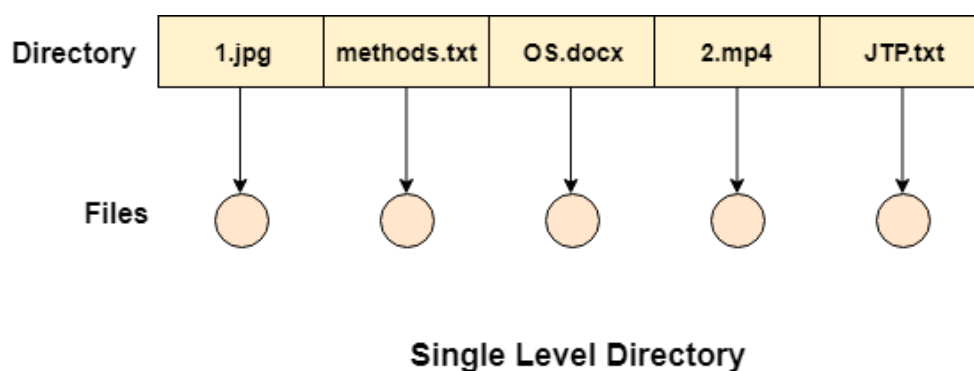 Directory 1.jpg methods.txt OS.docx 2.mp4 JTP.txt
Files
Single Level Directory